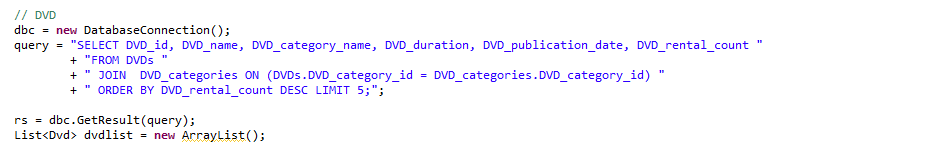 // DVD
dbc = new DatabaseConnection();
query = "SELECT DVD_id, DVD_name, DVD_category_name, DVD_duration, DVD_publication_date, DVD_rental_count "
+ "FROM DVDs "
+ " JOIN  DVD_categories ON (DVDs.DVD_category_id = DVD_categories.DVD_category_id) "
+ " ORDER BY DVD_rental_count DESC LIMIT 5;";
rs = dbc.GetResult(query);
List<Dvd> dvdlist = new ArrayList();